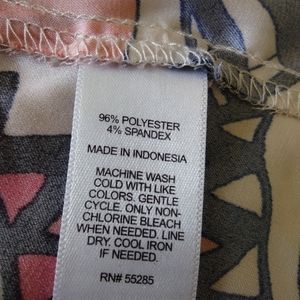 96% POLYESTER
4% SPANDEX
MADE IN INDONESIA
MACHINE WASH
COLD WITH LIKE
COLORS. GENTLE
CYCLE. ONLY NON-
CHLORINE BLEACH
WHEN NEEDED. LINE
DRY. COOL IRON
IF NEEDED.
RN# 55285